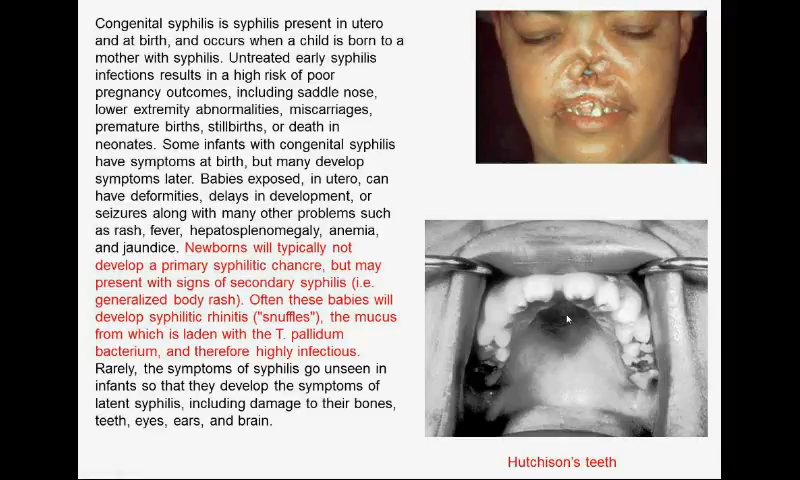 Congenital syphilis is syphilis present in utero
and at birth, and occurs when a child is born to a
mother with syphilis. Untreated early syphilis
infections results in a high risk of poor
pregnancy outcomes, including saddle nose,
lower extremity abnormalities, miscarriages,
premature births, stillbirths, or death in
neonates. Some infants with congenital syphilis
have symptoms at birth, but many develop
symptoms later. Babies exposed, in utero, can
have deformities, delays in development, or
seizures along with many other problems such
as rash, fever, hepatosplenomegaly, anemia,
and jaundice. Newborns will typically not
develop a primary syphilitic chancre, but may
present with signs of secondary syphilis (i.e.
generalized body rash). Often these babies will
develop syphilitic rhinitis ("snuffles"), the mucus
from which is laden with the T. pallidum
bacterium, and therefore highly infectious.
Rarely, the symptoms of syphilis go unseen in
infants so that they develop the symptoms of
latent syphilis, including damage to their bones,
teeth, eyes, ears, and brain.
Hutchison's teeth